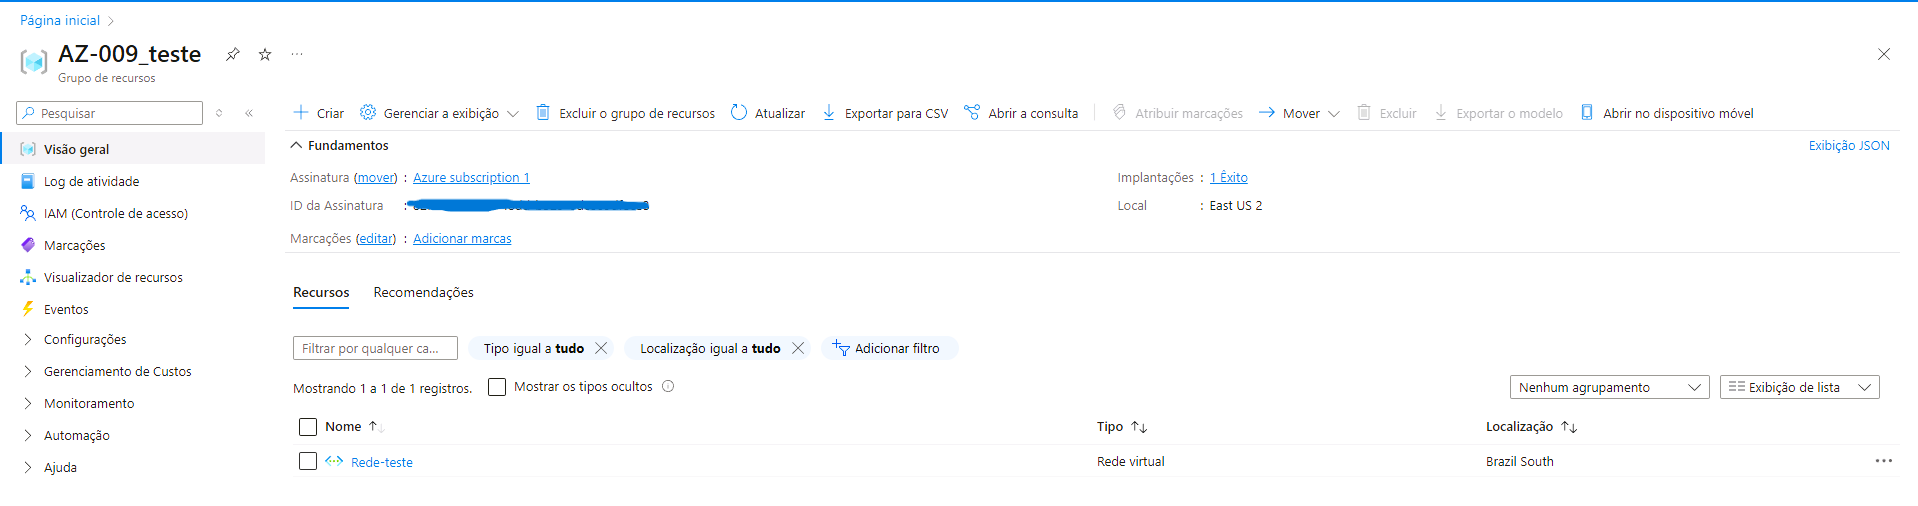 Página inicial
AZ-009_teste
Grupo de recursos
Pesquisar
Criar Gerenciar a exibição Excluir o grupo de recursos Atualizar Exportar para CSV Abrir a consulta Atribuir marcações Mover Excluir Exportar o modelo Abrir no dispositivo móvel
Visão geral
Log de atividade
IAM (Controle de acesso)
Marcações
Visualizador de recursos
Eventos
Configurações
Gerenciamento de Custos
Monitoramento
Automação
Ajuda
Fundamentos Exibição JSON
Assinatura (mover) : Azure subscription 1 Implantações : 1 Êxito
ID da Assinatura : Local : East US 2
Marcações (editar) : Adicionar marcas
Recursos Recomendações
Filtrar por qualquer ca... Tipo igual a tudo Localização igual a tudo Adicionar filtro
Mostrando 1 a 1 de 1 registros. Mostrar os tipos ocultos Nenhum agrupamento Exibição de lista
Nome Tipo Localização
Rede-teste Rede virtual Brazil South